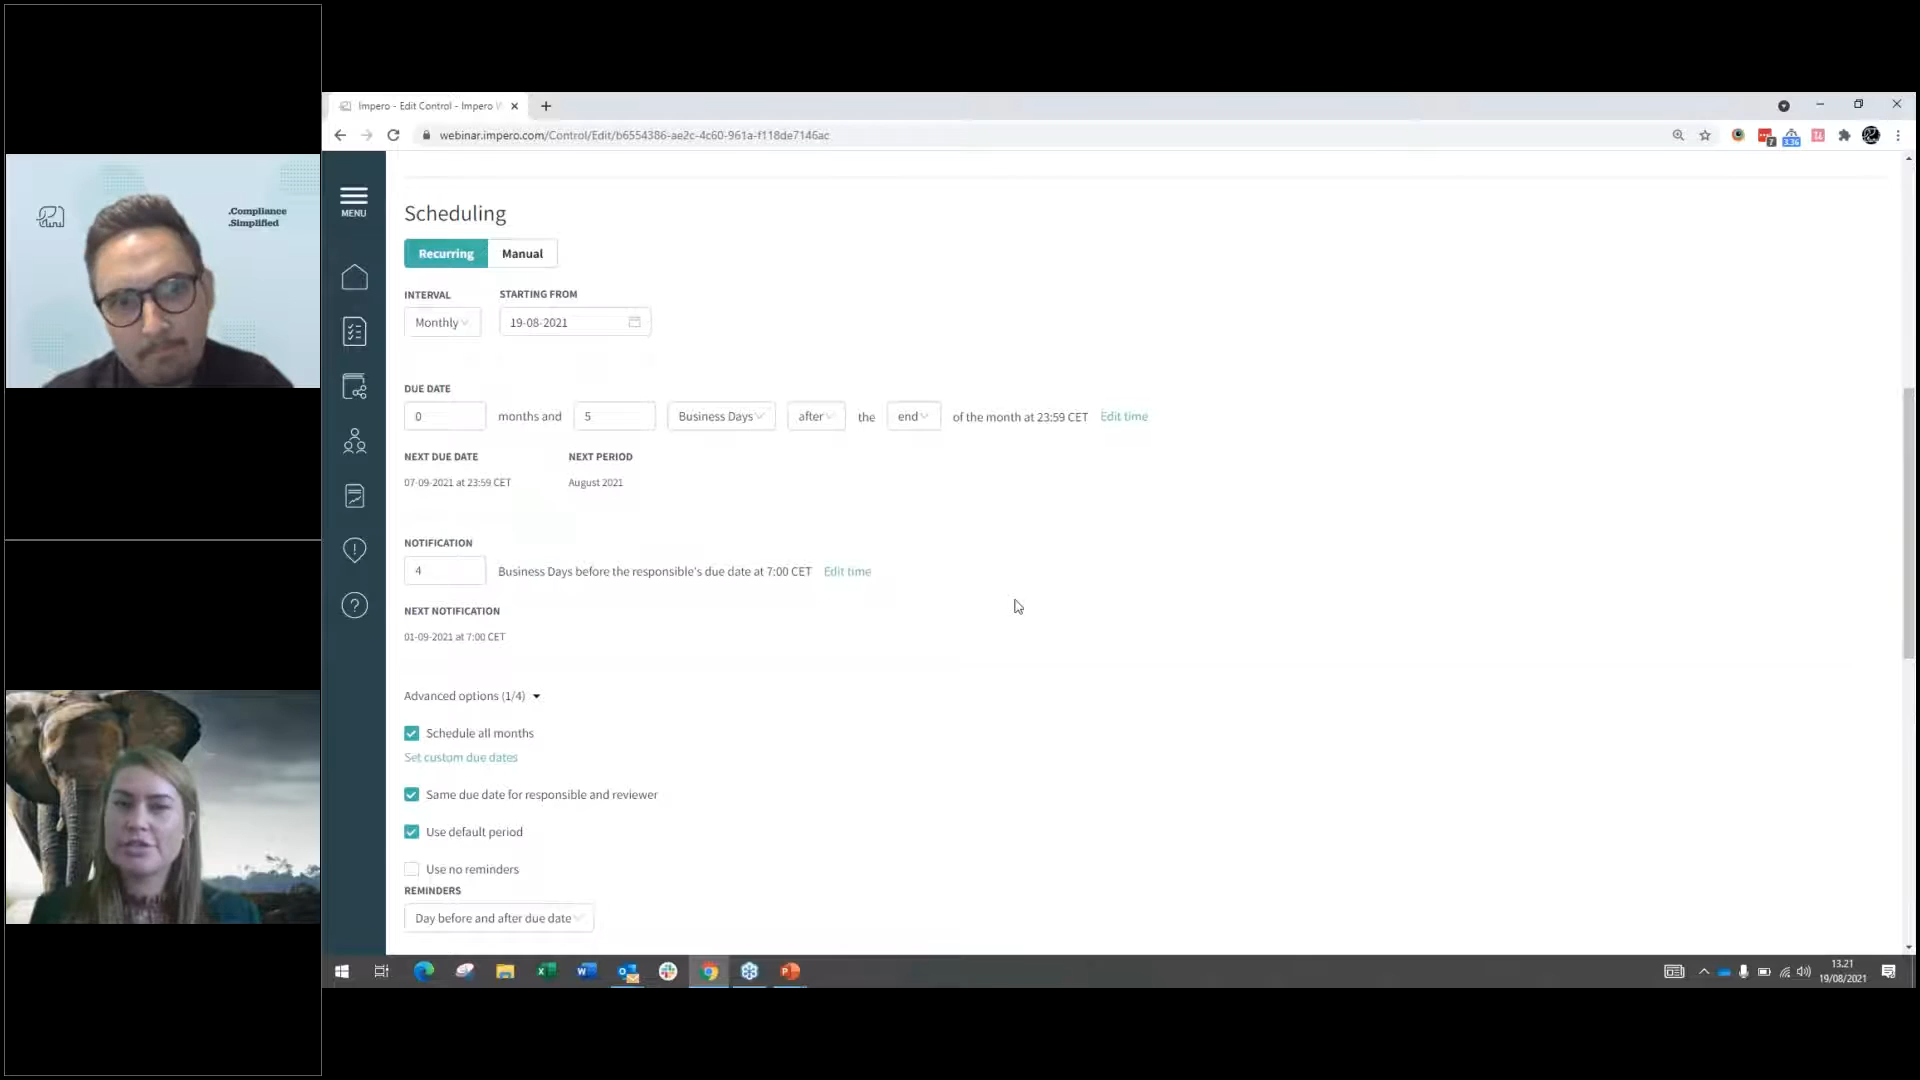 .Compliance
.Simplified
Impero - Edit Control - Impero W
webinar.impero.com/Control/Edit/b6554386-ae2c-4c60-961a-f118de7146ac
7
3.36
MENU
Scheduling
Recurring Manual
INTERVAL STARTING FROM
Monthly 19-08-2021
DUE DATE
0 months and 5 Business Days after the end of the month at 23:59 CET Edit time
NEXT DUE DATE NEXT PERIOD
07-09-2021 at 23:59 CET August 2021
NOTIFICATION
4 Business Days before the responsible's due date at 7:00 CET Edit time
NEXT NOTIFICATION
01-09-2021 at 7:00 CET
Advanced options (1/4)
Schedule all months
Set custom due dates
Same due date for responsible and reviewer
Use default period
Use no reminders
REMINDERS
Day before and after due date
13.21
19/08/2021